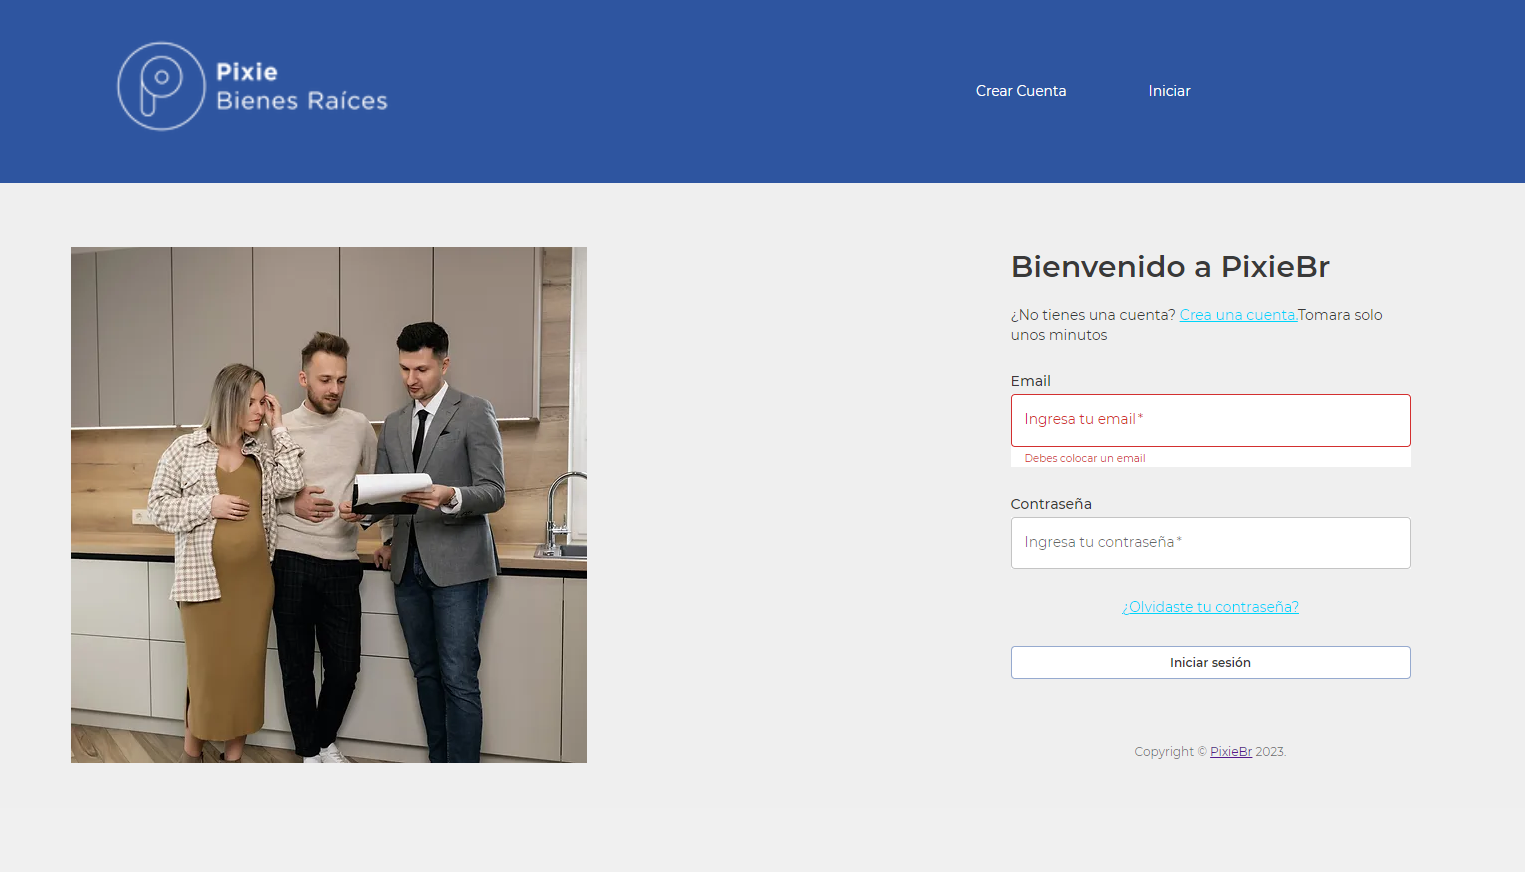 Pixie
Bienes Raíces
Crear Cuenta
Iniciar
Bienvenido a PixieBr
¿No tienes una cuenta? Crea una cuenta.Tomara solo
unos minutos
Email
Ingresa tu email*
Debes colocar un email
Contraseña
Ingresa tu contraseña*
¿Olvidaste tu contraseña?
Iniciar sesión
Copyright © PixieBr 2023.